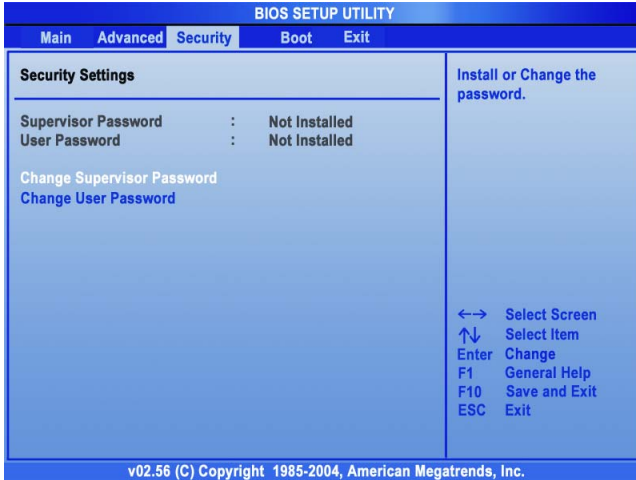 BIOS SETUP UTILITY
Main Advanced Security Boot Exit
Security Settings
Supervisor Password : Not Installed
User Password : Not Installed
Change Supervisor Password
Change User Password
Install or Change the
password.
←→ Select Screen
↑↓ Select Item
Enter Change
F1 General Help
F10 Save and Exit
ESC Exit
v02.56 (C) Copyright 1985-2004, American Megatrends, Inc.